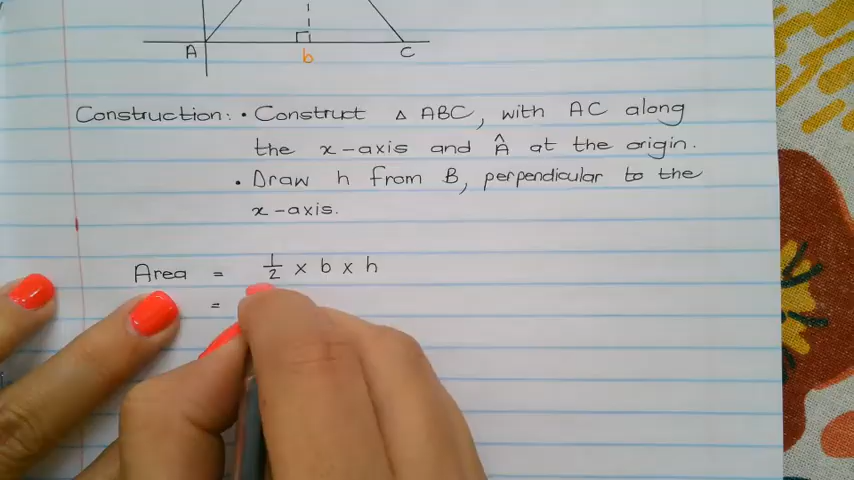 A b C
Construction: • Construct △ ABC, with AC along
the x-axis and Â at the origin.
• Draw h from B, perpendicular to the
x-axis.
Area = 1/2 × b × h
=